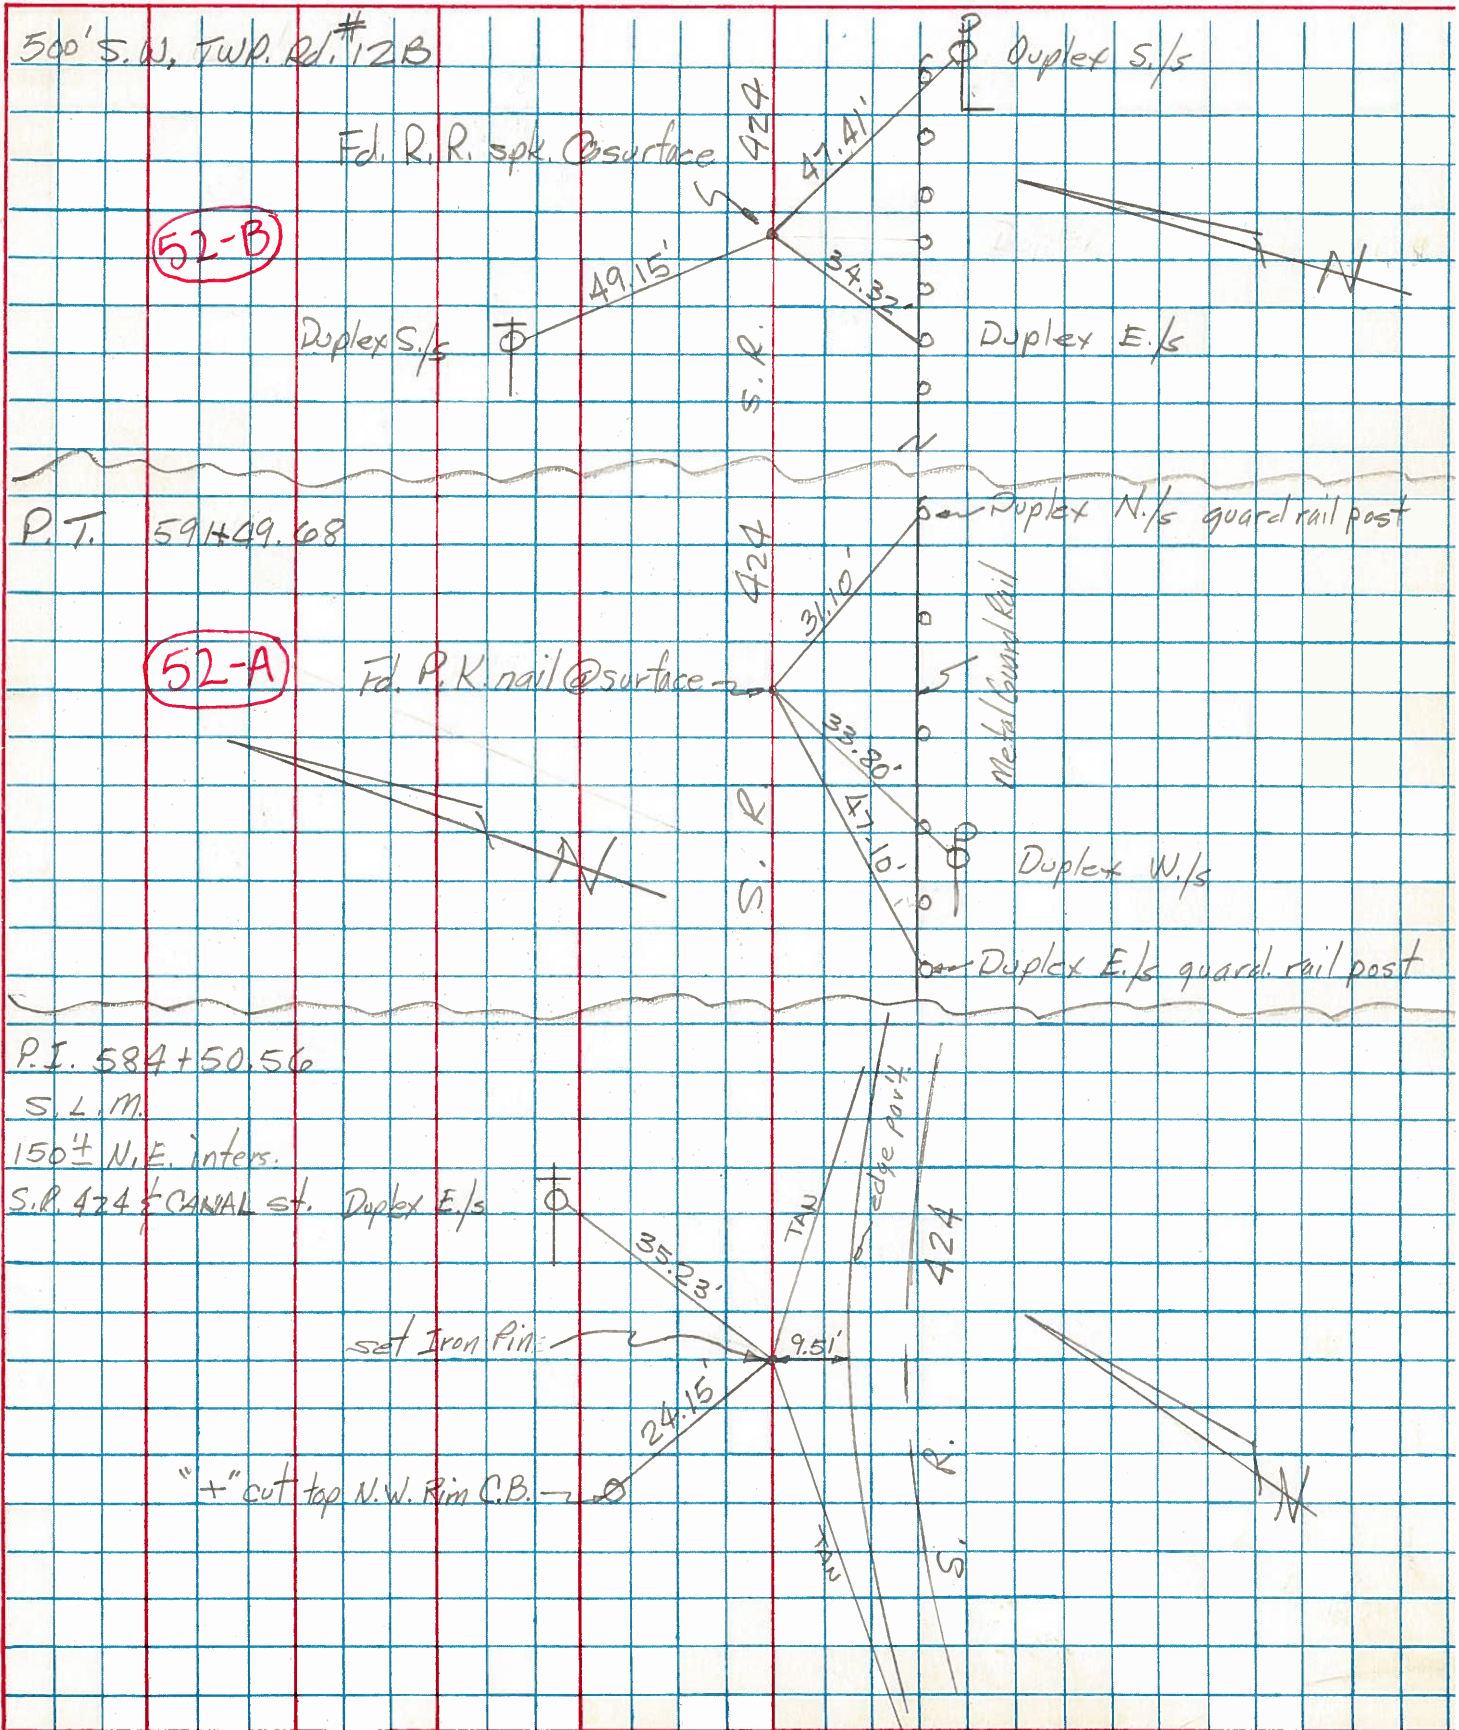 500' S.W. TWP. Rd. #12B
Duplex S./s
424
47.41'
Fd. R.R. spk. @ surface
52-B
49.15'
34.32'
N
Duplex S./s
Duplex E./s
S.R.
P.T. 591+49.68
Duplex N./s guard rail post
424
31.10'
Metal Guard Rail
52-A
Fd. P.K. nail @ surface
33.80'
47.10'
N
S. R.
Duplex W./s
Duplex E./s guard. rail post
P.I. 584+50.56
S.L.M.
150'± N.E. inters.
S.R. 424 & CANAL st.
Duplex E./s
35.23'
TAN
edge pav't.
424
set Iron Pin
9.51'
24.15'
"+" cut top N.W. Rim C.B.
TAN
S. R.
N